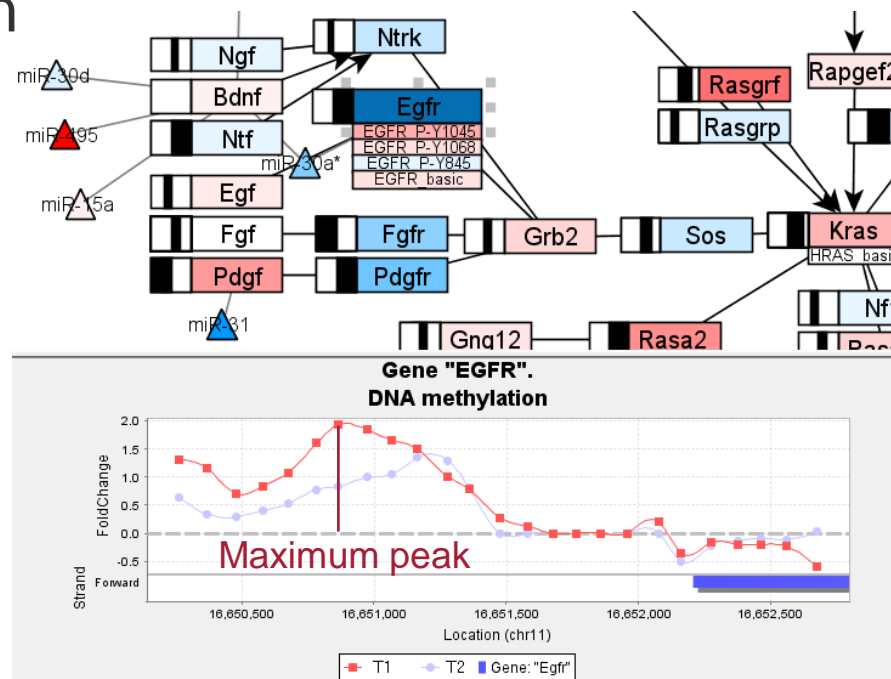 Ntrk
Ngf
miR-30d
Bdnf
Rapgef2
Rasgrf
Egfr
miR-495
Ntf
EGFR_P-Y1045
EGFR_P-Y1068
EGFR_P-Y845
EGFR_basic
Rasgrp
miR-30a*
miR-15a
Egf
Fgf
Fgfr
Grb2
Sos
Kras
HRAS_basi
Pdgf
Pdgfr
miR-31
Nf
Gng12
Rasa2
Gene "EGFR".
DNA methylation
FoldChange
2.0
1.5
1.0
0.5
0.0
-0.5
Maximum peak
Strand
Forward
16,650,500
16,651,000
16,651,500
16,652,000
16,652,500
Location (chr11)
T1
T2
Gene: "Egfr"